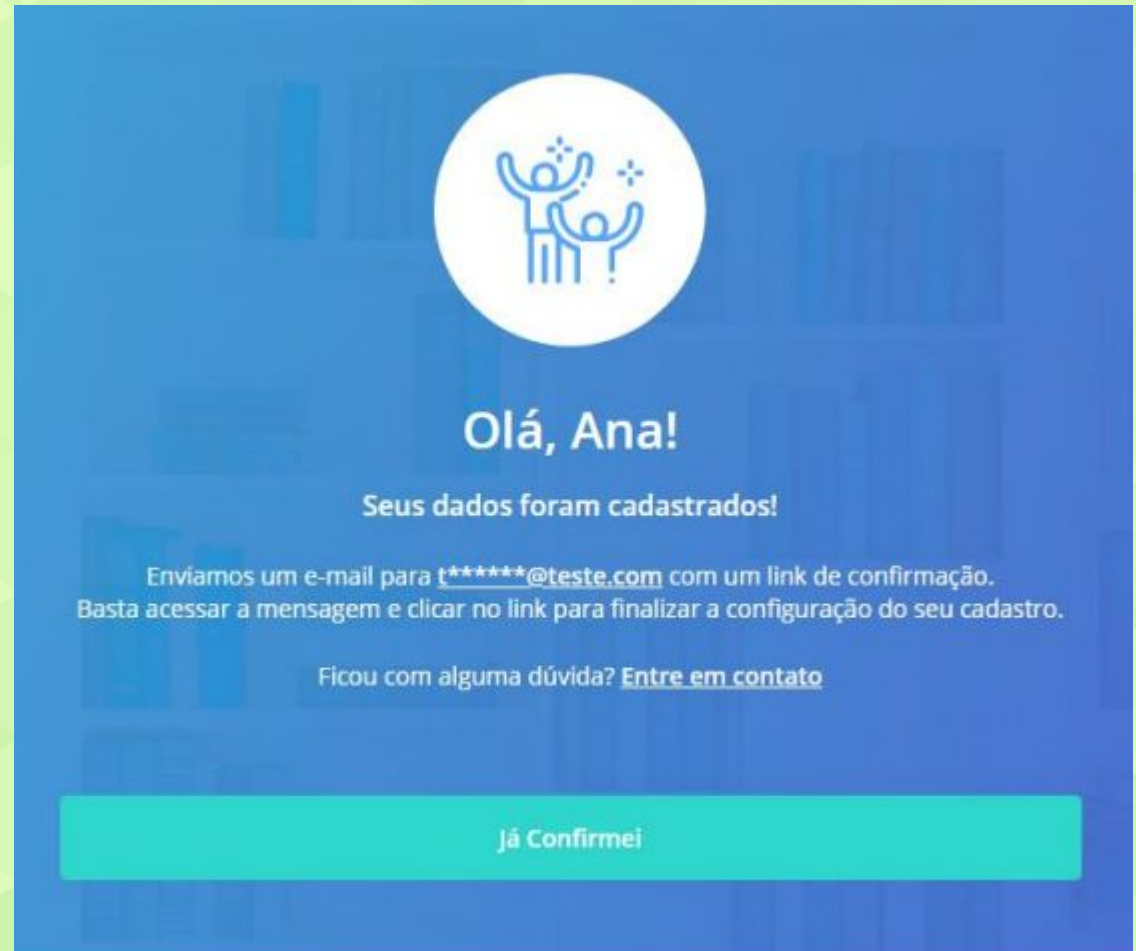 Olá, Ana!
Seus dados foram cadastrados!
Enviamos um e-mail para t******@teste.com com um link de confirmação.
Basta acessar a mensagem e clicar no link para finalizar a configuração do seu cadastro.
Ficou com alguma dúvida? Entre em contato
Já Confirmei